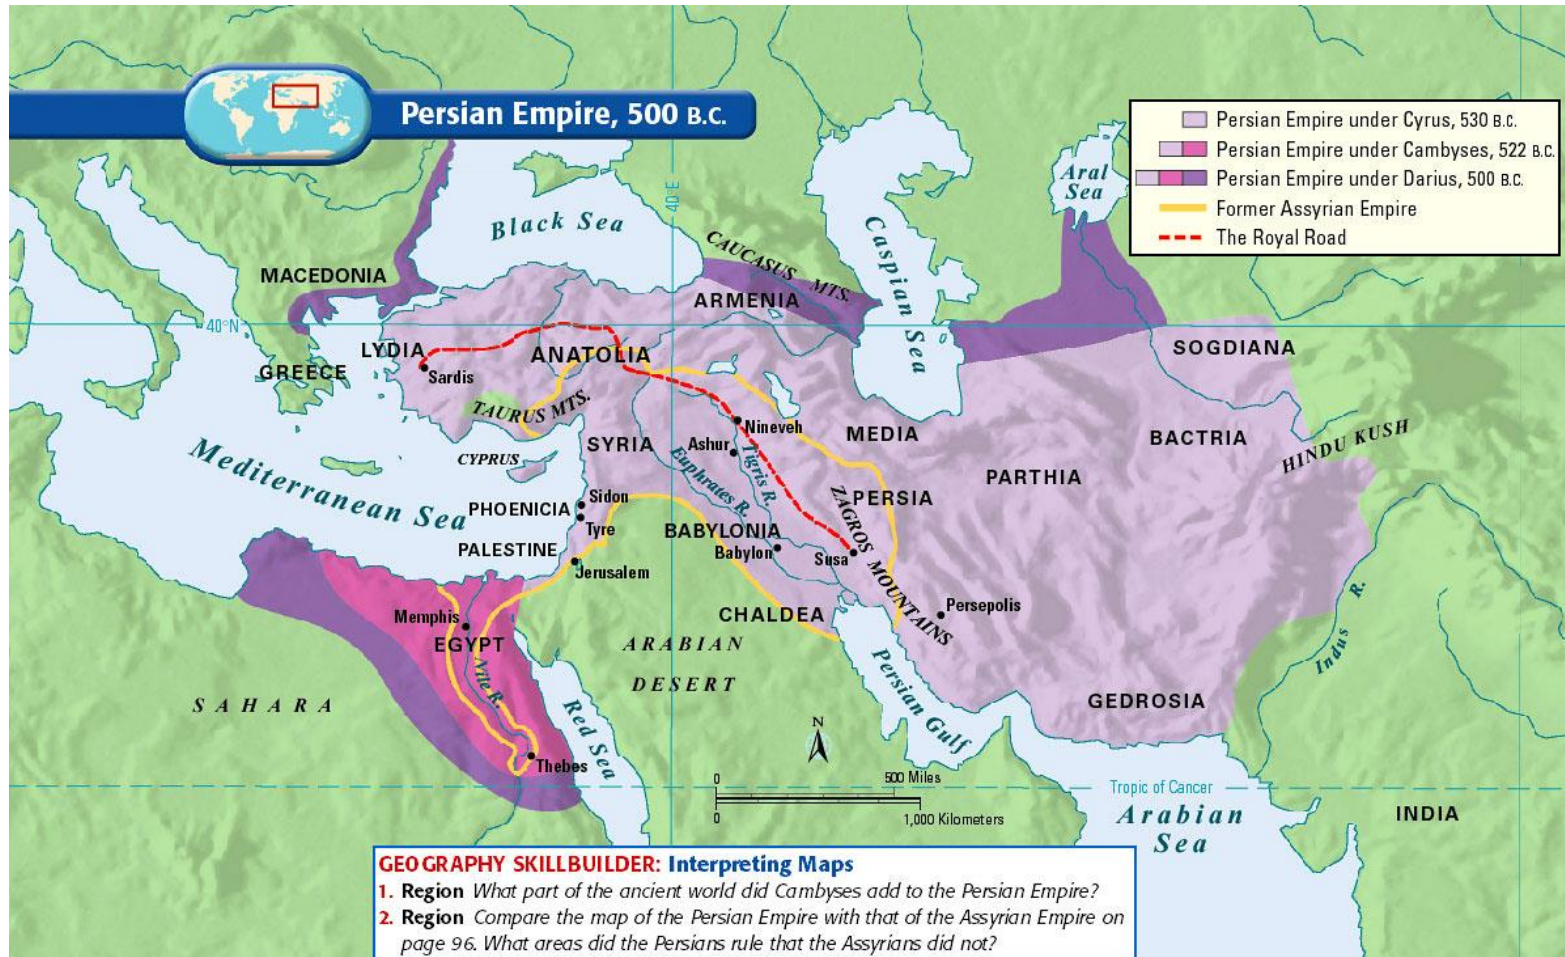 Persian Empire, 500 B.C.
Persian Empire under Cyrus, 530 B.C.
Persian Empire under Cambyses, 522 B.C.
Persian Empire under Darius, 500 B.C.
Former Assyrian Empire
The Royal Road
Aral
Sea
40°E
Black Sea
Caspian Sea
CAUCASUS MTS.
MACEDONIA
ARMENIA
40°N
LYDIA
ANATOLIA
SOGDIANA
GREECE
Sardis
TAURUS MTS.
Nineveh
MEDIA
BACTRIA
HINDU KUSH
SYRIA
Ashur
Tigris R.
Euphrates R.
CYPRUS
Mediterranean Sea
PARTHIA
Sidon
PHOENICIA
Tyre
PERSIA
ZAGROS MOUNTAINS
BABYLONIA
PALESTINE
Babylon
Susa
Jerusalem
Indus R.
Memphis
CHALDEA
Persepolis
EGYPT
ARABIAN
DESERT
Nile R.
SAHARA
Red Sea
Persian Gulf
GEDROSIA
N
Thebes
0
500 Miles
0
1,000 Kilometers
Tropic of Cancer
Arabian
Sea
INDIA
GEOGRAPHY SKILLBUILDER: Interpreting Maps
1. Region What part of the ancient world did Cambyses add to the Persian Empire?
2. Region Compare the map of the Persian Empire with that of the Assyrian Empire on
page 96. What areas did the Persians rule that the Assyrians did not?